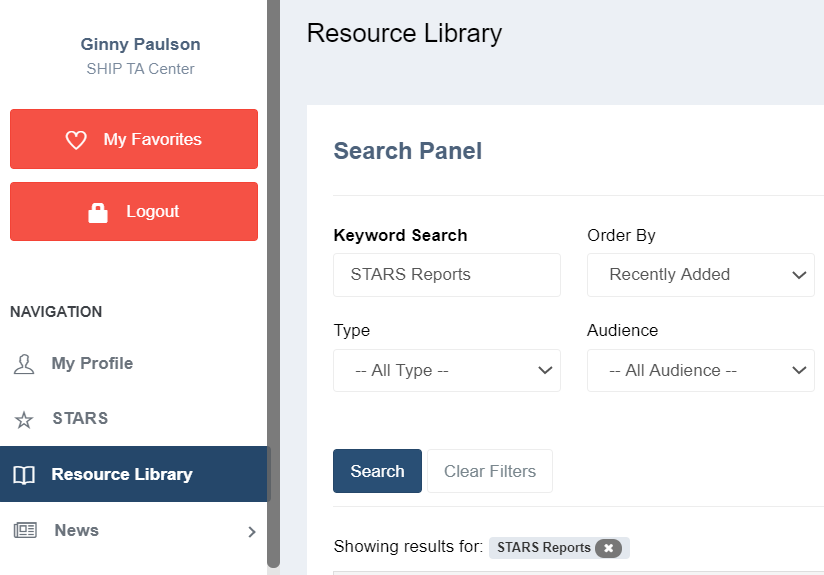 Ginny Paulson
SHIP TA Center
My Favorites
Logout
NAVIGATION
My Profile
STARS
Resource Library
News
Resource Library
Search Panel
Keyword Search
Order By
STARS Reports
Recently Added
Type
Audience
-- All Type --
-- All Audience --
Search
Clear Filters
Showing results for: STARS Reports